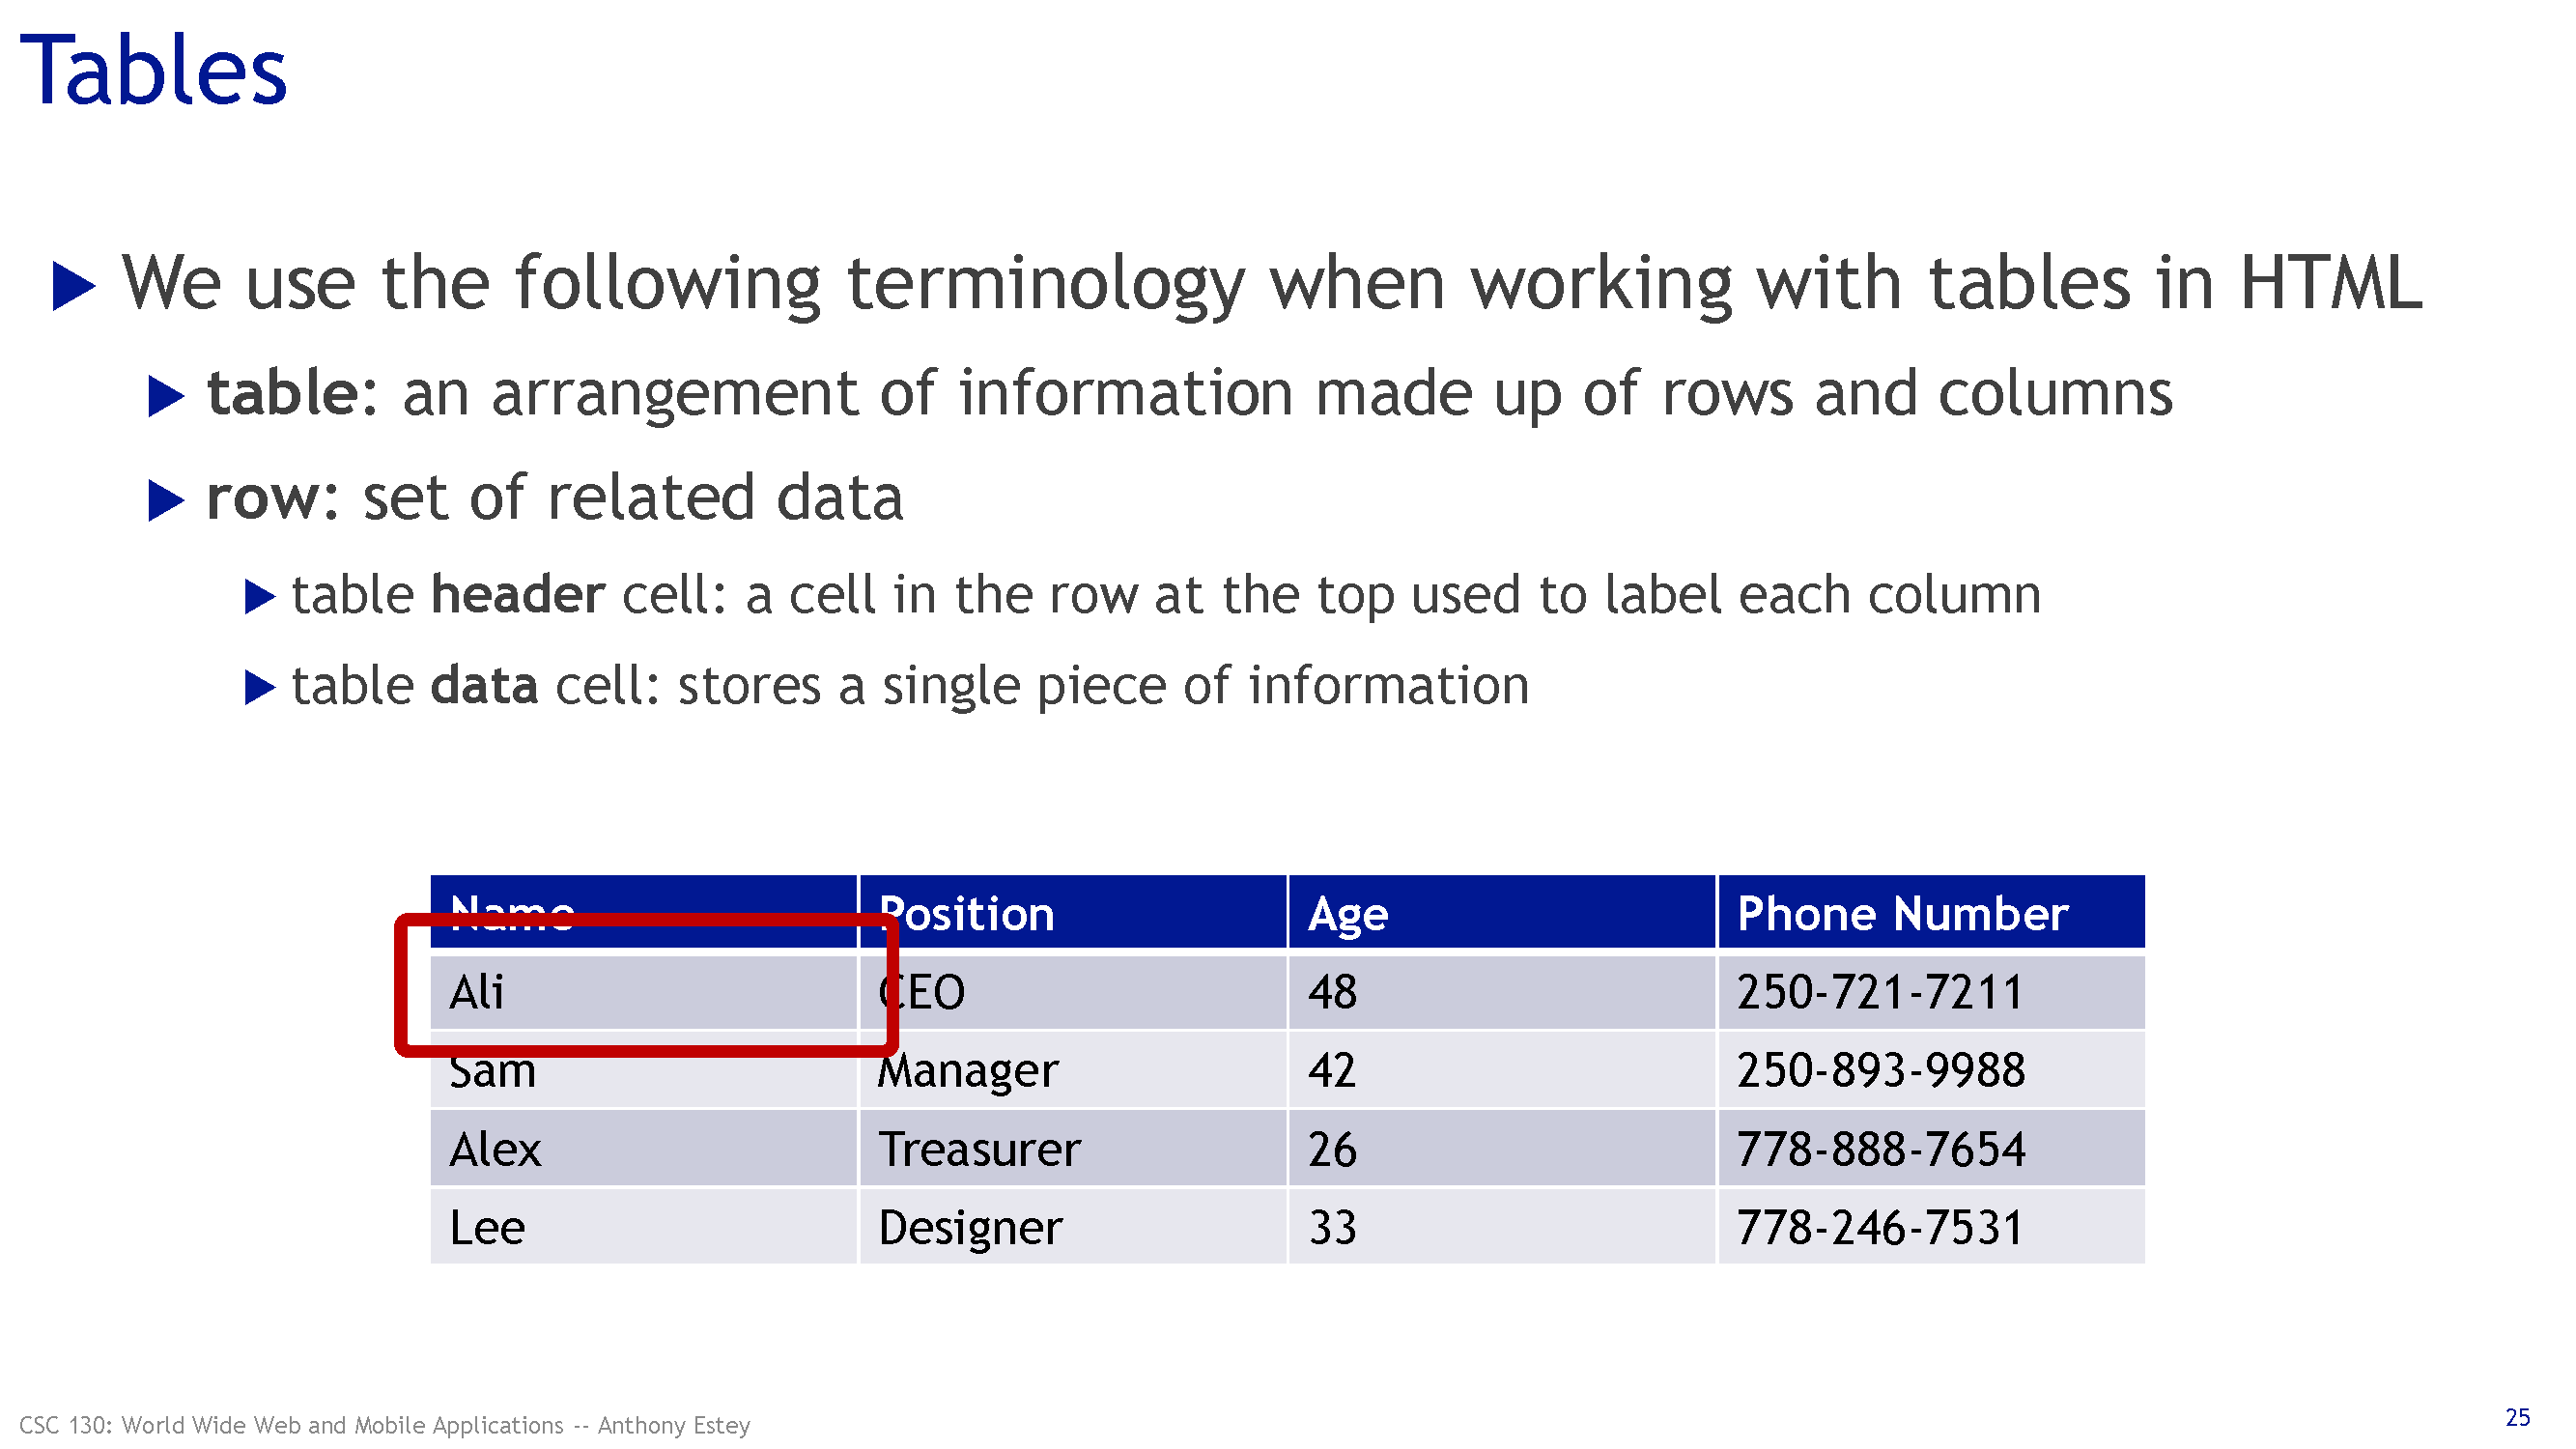 Tables
We use the following terminology when working with tables in HTML
table: an arrangement of information made up of rows and columns
row: set of related data
table header cell: a cell in the row at the top used to label each column
table data cell: stores a single piece of information
Name Position Age Phone Number
Ali CEO 48 250-721-7211
Sam Manager 42 250-893-9988
Alex Treasurer 26 778-888-7654
Lee Designer 33 778-246-7531
CSC 130: World Wide Web and Mobile Applications -- Anthony Estey
25